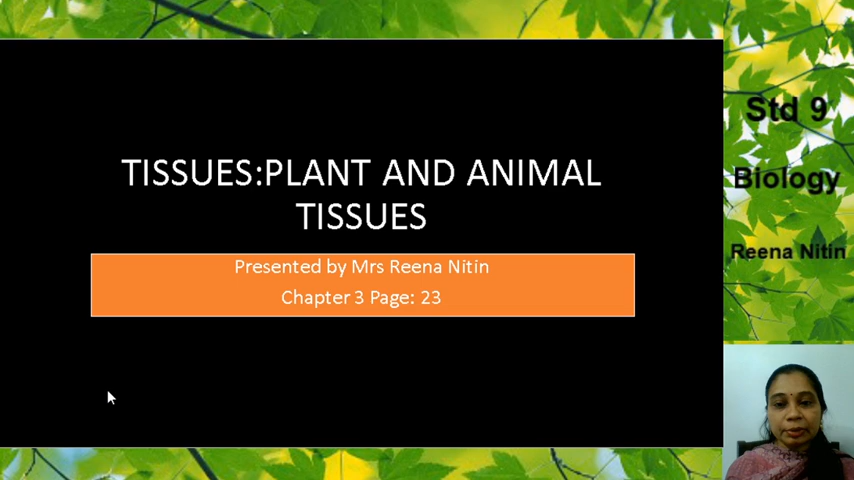 TISSUES:PLANT AND ANIMAL
TISSUES
Presented by Mrs Reena Nitin
Chapter 3 Page: 23
Std 9
Biology
Reena Nitin